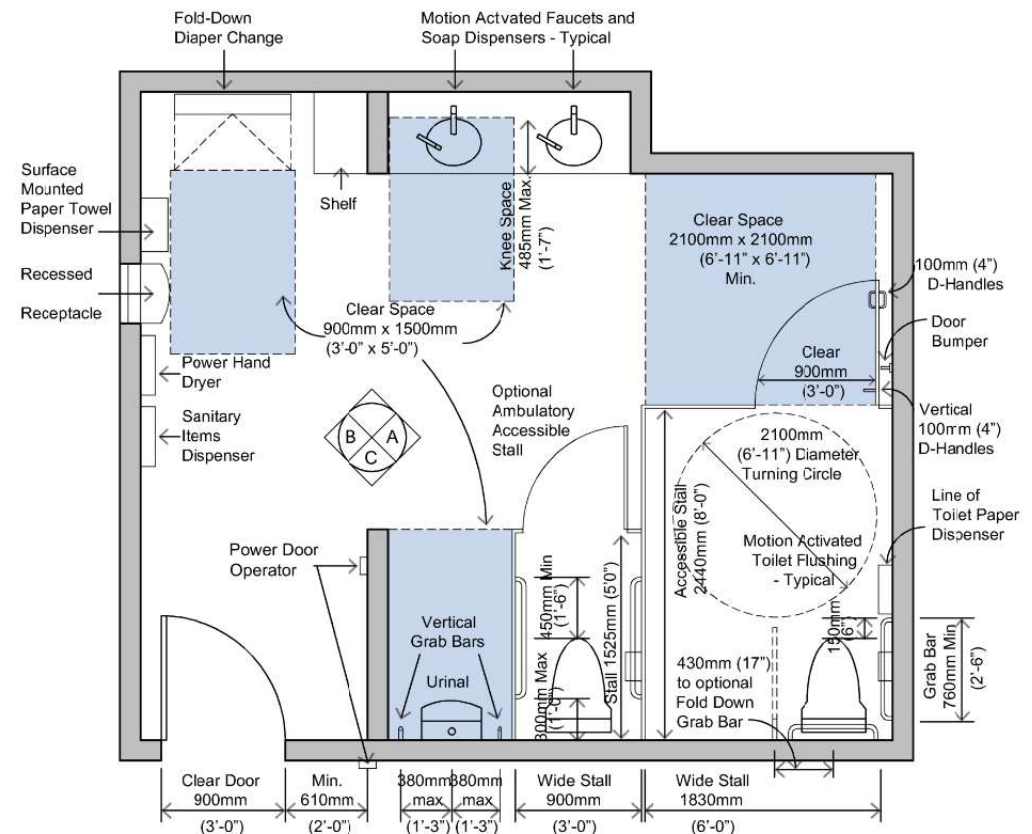 Fold-Down
Diaper Change
Motion Actvated Faucets and
Soap Dispensers - Typical
Surface
Mounted
Paper Towel
Dispenser
Shelf
Knee Space
485mm Max.
(1'-7")
Clear Space
2100mm x 2100mm
(6'-11" x 6'-11")
Min.
Recessed
Receptacle
100mm (4")
D-Handles
Clear Space
900mm x 1500mm
(3'-0" x 5'-0")
Door
Bumper
Clear
900mm
(3'-0")
Power Hand
Dryer
Sanitary
Items
Dispenser
B
A
C
Optional
Ambulatory
Accessible
Stall
Vertical
100mm (4")
D-Handles
2100mm
(6'-11") Diameter
Turning Circle
Accessible Stall
2440mm (8'-0")
Line of
Toilet Paper
Dispenser
Power Door
Operator
Motion Activated
Toilet Flushing
- Typical
450mm Min
(1'-6")
Stall 1525mm (5'0")
Vertical
Grab Bars
Urinal
300mm Max
(1'-0")
150mm
(6")
430mm (17")
to optional
Fold Down
Grab Bar
Grab Bar
760mm Min
(2'-6")
Clear Door
900mm
(3'-0")
Min.
610mm
(2'-0")
380mm
max
(1'-3")
380mm
max
(1'-3")
Wide Stall
900mm
(3'-0")
Wide Stall
1830mm
(6'-0")